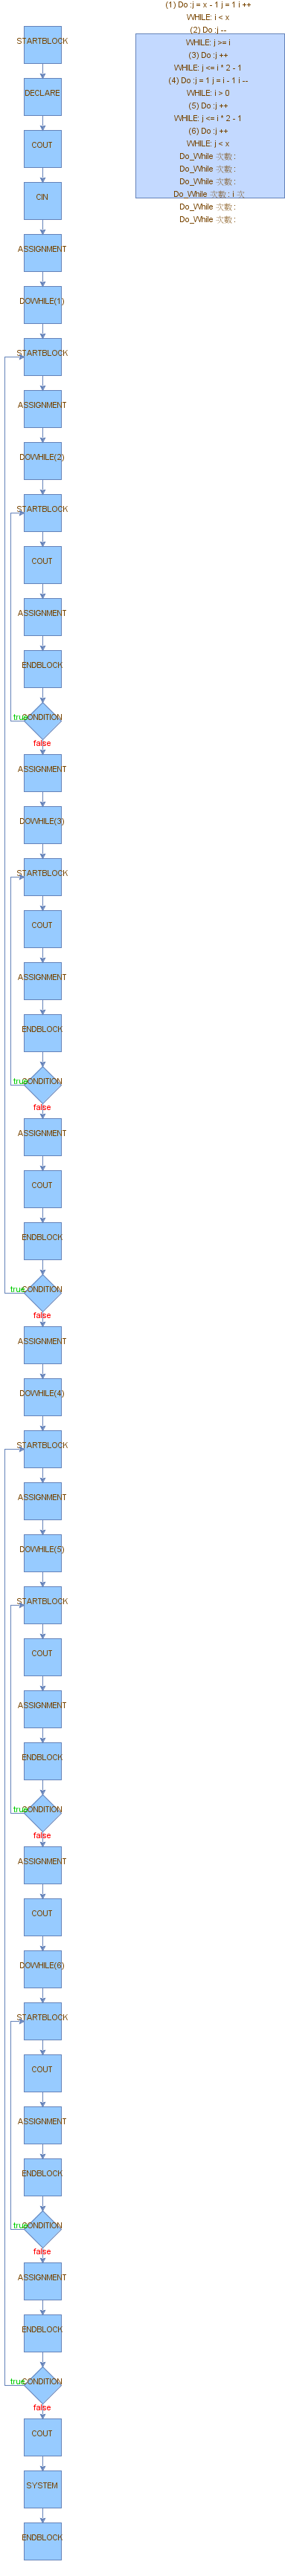 (1) Do :j = x - 1 j = 1 i ++
WHILE: i < x
(2) Do :j --
WHILE: j >= i
(3) Do :j ++
WHILE: j <= i * 2 - 1
(4) Do :j = 1 j = i - 1 i --
WHILE: i > 0
(5) Do :j ++
WHILE: j <= i * 2 - 1
(6) Do :j ++
WHILE: j < x
Do_While 次數 :
Do_While 次數 :
Do_While 次數 :
Do_While 次數 : i 次
Do_While 次數 :
Do_While 次數 :
STARTBLOCK
DECLARE
COUT
CIN
ASSIGNMENT
DOWHILE(1)
STARTBLOCK
ASSIGNMENT
DOWHILE(2)
STARTBLOCK
COUT
ASSIGNMENT
ENDBLOCK
true CONDITION
false
ASSIGNMENT
DOWHILE(3)
STARTBLOCK
COUT
ASSIGNMENT
ENDBLOCK
true CONDITION
false
ASSIGNMENT
COUT
ENDBLOCK
true CONDITION
false
ASSIGNMENT
DOWHILE(4)
STARTBLOCK
ASSIGNMENT
DOWHILE(5)
STARTBLOCK
COUT
ASSIGNMENT
ENDBLOCK
true CONDITION
false
ASSIGNMENT
COUT
DOWHILE(6)
STARTBLOCK
COUT
ASSIGNMENT
ENDBLOCK
true CONDITION
false
ASSIGNMENT
ENDBLOCK
true CONDITION
false
COUT
SYSTEM
ENDBLOCK